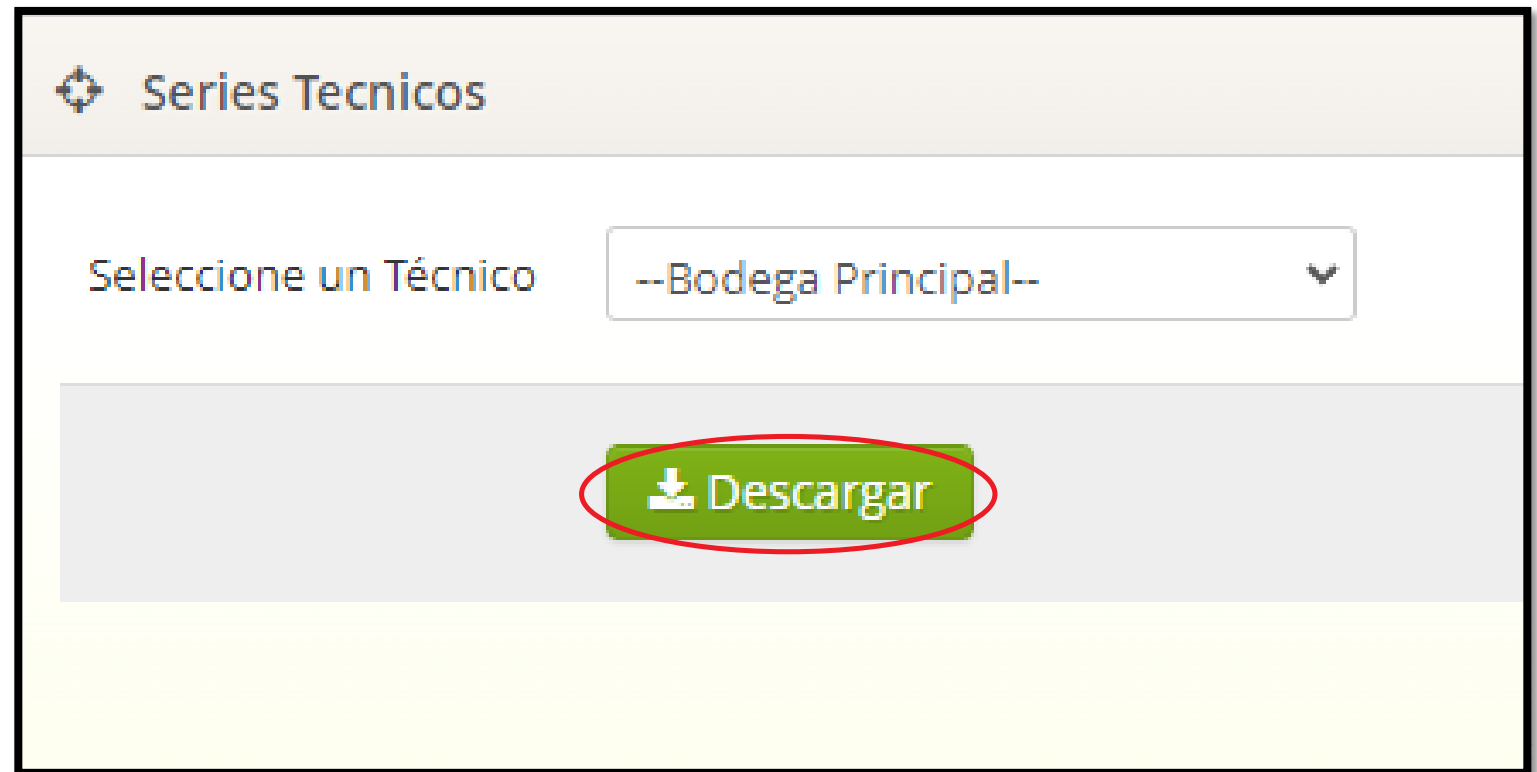 Series Tecnicos
Seleccione un Técnico
--Bodega Principal--
Descargar